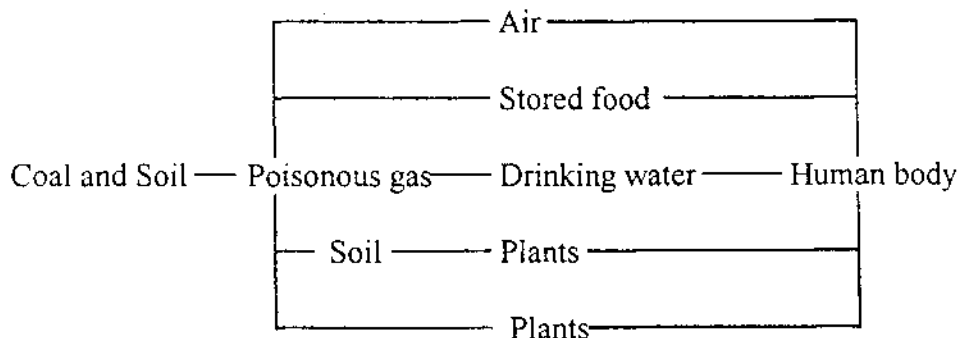 Air
Stored food
Coal and Soil Poisonous gas Drinking water Human body
Soil Plants
Plants